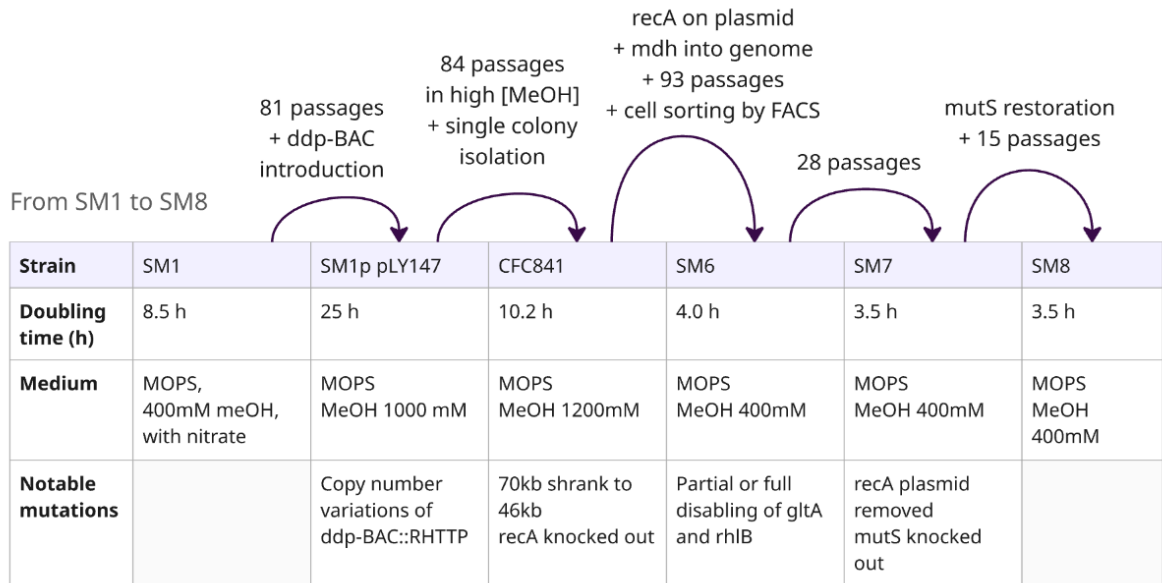 81 passages
+ ddp-BAC
introduction
84 passages
in high [MeOH]
+ single colony
isolation
recA on plasmid
+ mdh into genome
+ 93 passages
+ cell sorting by FACS
28 passages
mutS restoration
+ 15 passages
From SM1 to SM8
Strain
SM1
SM1p pLY147
CFC841
SM6
SM7
SM8
Doubling
time (h)
8.5 h
25 h
10.2 h
4.0 h
3.5 h
3.5 h
Medium
MOPS,
400mM meOH,
with nitrate
MOPS
MeOH 1000 mM
MOPS
MeOH 1200mM
MOPS
MeOH 400mM
MOPS
MeOH 400mM
MOPS
MeOH
400mM
Notable
mutations
Copy number
variations of
ddp-BAC::RHTTP
70kb shrank to
46kb
recA knocked out
Partial or full
disabling of gltA
and rhlB
recA plasmid
removed
mutS knocked
out